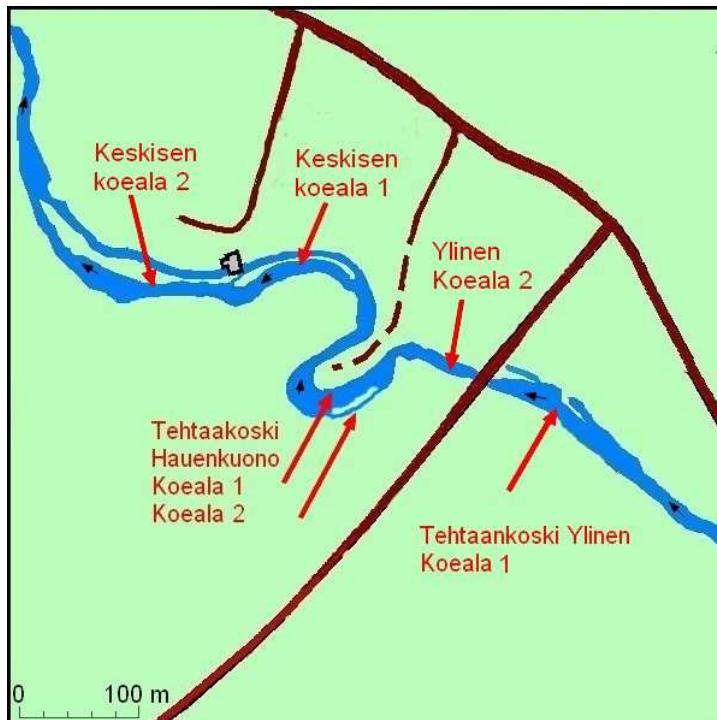 Keskisen
koeala 2
Keskisen
koeala 1
Ylinen
Koeala 2
Tehtaakoski
Hauenkuono
Koeala 1
Koeala 2
Tehtaankoski Ylinen
Koeala 1
0 100 m